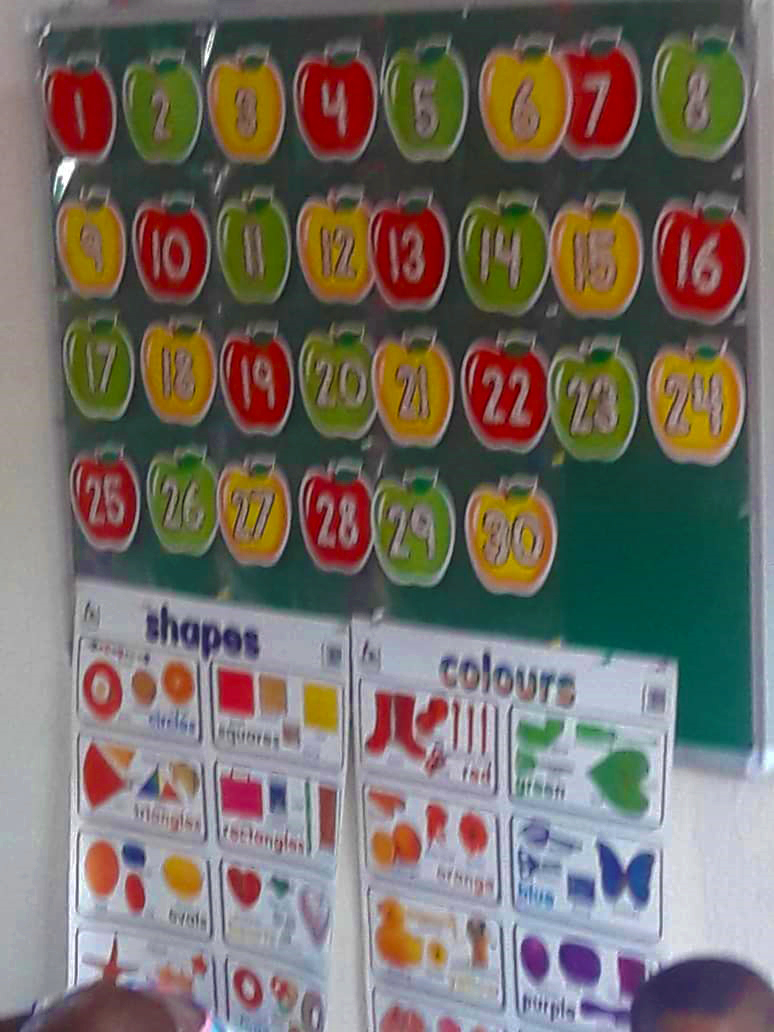 1 2 3 4 5 6 7 8
9 10 11 12 13 14 15 16
17 18 19 20 21 22 23 24
25 26 27 28 29 30
shapes
circles
squares
triangles
rectangles
ovals
colours
red
green
orange
blue
purple